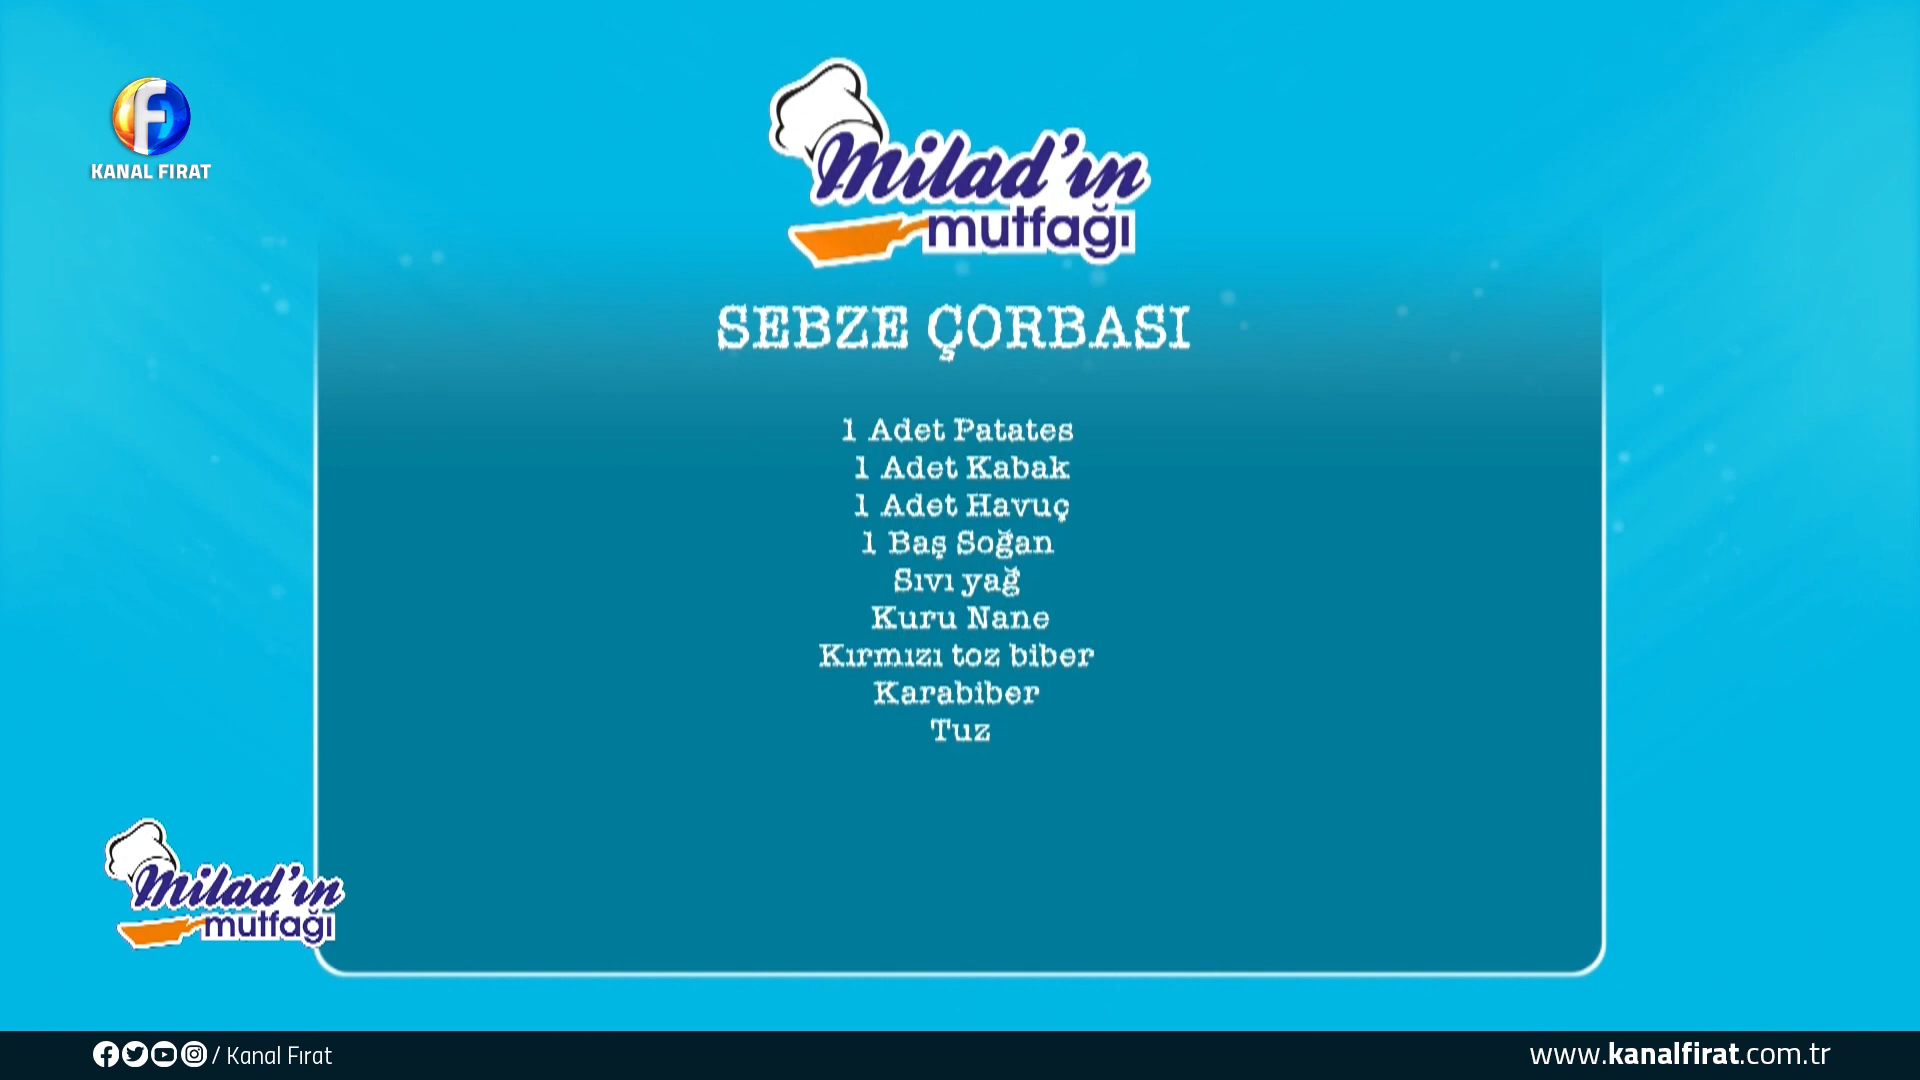 KANAL FIRAT
Milad'ın
mutfağı
SEBZE ÇORBASI
1 Adet Patates
1 Adet Kabak
1 Adet Havuç
1 Baş Soğan
Sıvı yağ
Kuru Nane
Kırmızı toz biber
Karabiber
Tuz
Milad'ın
mutfağı
/ Kanal Fırat
www.kanalfirat.com.tr